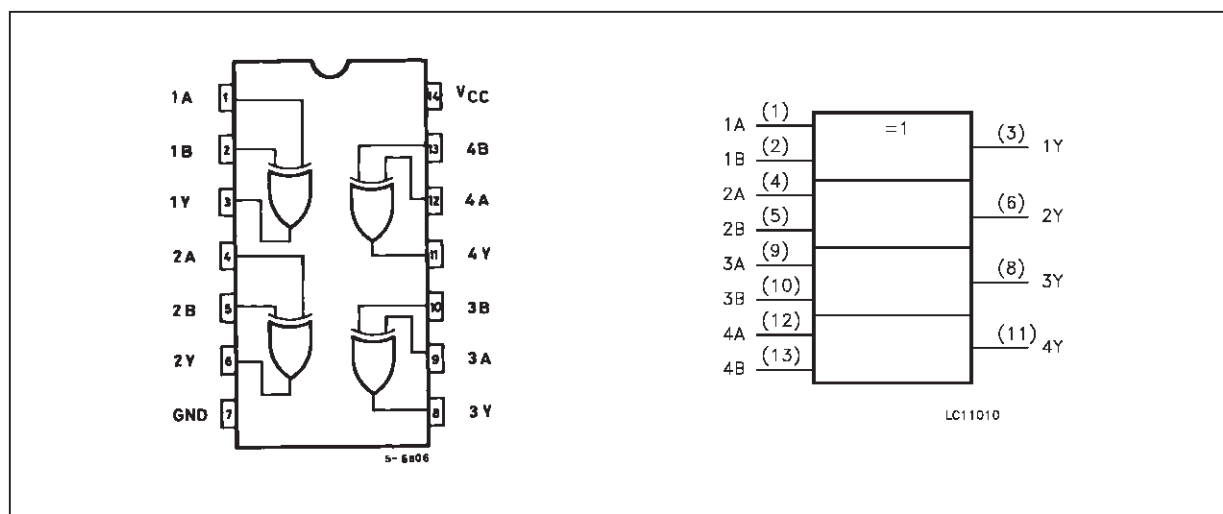 1A 1 14 VCC
1B 2 13 4B
1Y 3 12 4A
2A 4 11 4Y
2B 5 10 3B
2Y 6 9 3A
GND 7 8 3Y
S-6806
=1
1A (1)
1B (2)
(3) 1Y
2A (4)
2B (5)
(6) 2Y
3A (9)
3B (10)
(8) 3Y
4A (12)
4B (13)
(11) 4Y
LC11010